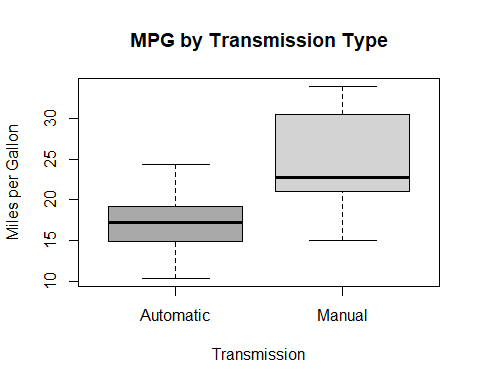 MPG by Transmission Type
Miles per Gallon
30
25
20
15
10
Automatic Manual
Transmission